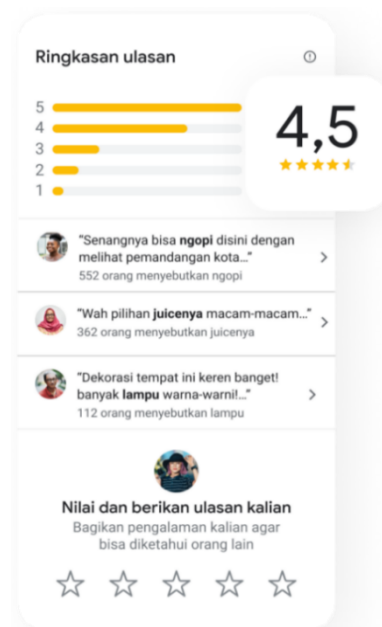 Ringkasan ulasan
5
4
3
2
1
4,5
"Senangnya bisa ngopi disini dengan
melihat pemandangan kota..."
552 orang menyebutkan ngopi
"Wah pilihan juicenya macam-macam..."
362 orang menyebutkan juicenya
"Dekorasi tempat ini keren banget!
banyak lampu warna-warni!..."
112 orang menyebutkan lampu
Nilai dan berikan ulasan kalian
Bagikan pengalaman kalian agar
bisa diketahui orang lain